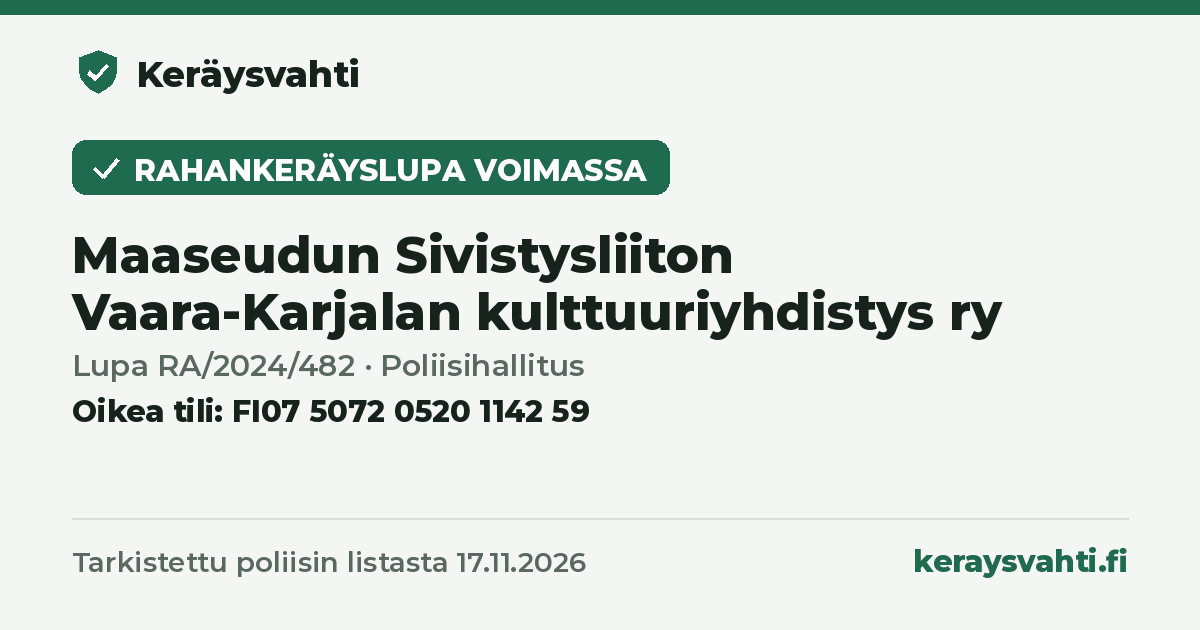 Keräysvahti
RAHANKERÄYSLUPA VOIMASSA
Maaseudun Sivistysliiton
Vaara-Karjalan kulttuuriyhdistys ry
Lupa RA/2024/482 · Poliisihallitus
Oikea tili: FI07 5072 0520 1142 59
Tarkistettu poliisin listasta 17.11.2026
keraysvahti.fi